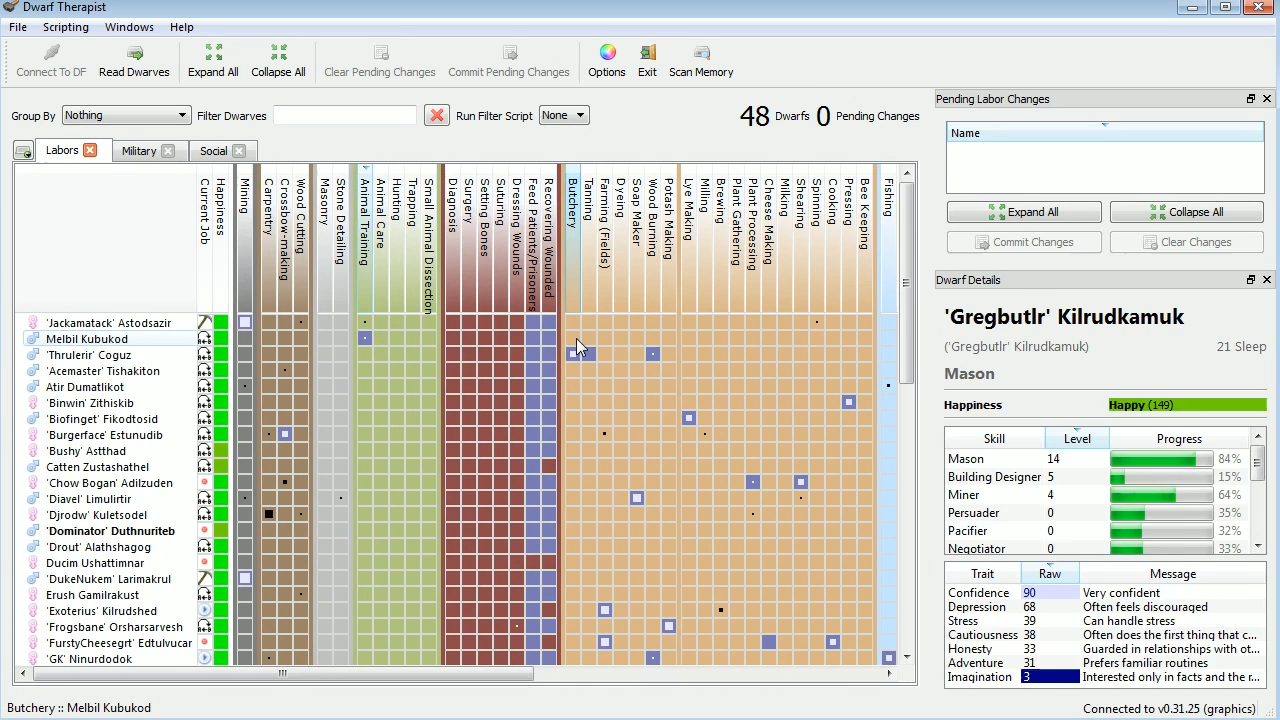 Dwarf Therapist
File Scripting Windows Help
Connect To DF Read Dwarves Expand All Collapse All Clear Pending Changes Commit Pending Changes Options Exit Scan Memory
Group By Nothing Filter Dwarves Run Filter Script None 48 Dwarfs 0 Pending Changes
Labors Military Social
Current Job
Happiness
Mining
Carpentry
Crossbow-making
Wood Cutting
Masonry
Stone Detailing
Animal Training
Animal Care
Hunting
Trapping
Small Animal Dissection
Diagnosis
Surgery
Setting Bones
Suturing
Dressing Wounds
Feed Patients/Prisoners
Recovering Wounded
Butchery
Tanning
Farming (Fields)
Dyeing
Soap Maker
Wood Burning
Potash Making
Lye Making
Milling
Brewing
Plant Gathering
Plant Processing
Cheese Making
Milking
Shearing
Spinning
Cooking
Pressing
Bee Keeping
Fishing
'Jackamatack' Astodsazir
Melbil Kubukod
'Thrulerir' Coguz
'Acemaster' Tishakiton
Atir Dumatlikot
'Binwin' Zithiskib
'Biofinget' Fikodtosid
'Burgerface' Estunudib
'Bushy' Astthad
Catten Zustashathel
'Chow Bogan' Adilzuden
'Diavel' Limulirtir
'Djrodw' Kuletsodel
'Dominator' Duthnuriteb
'Drout' Alathshagog
Ducim Ushattimnar
'DukeNukem' Larimakrul
Erush Gamilrakust
'Exoterius' Kilrudshed
'Frogsbane' Orsharsarvesh
'FurstyCheesegrt' Edtulvucar
'GK' Ninurdodok
Butchery :: Melbil Kubukod
Pending Labor Changes
Name
Expand All Collapse All
Commit Changes Clear Changes
Dwarf Details
'Gregbutlr' Kilrudkamuk
('Gregbutlr' Kilrudkamuk) 21 Sleep
Mason
Happiness Happy (149)
Skill Level Progress
Mason 14 84%
Building Designer 5 15%
Miner 4 64%
Persuader 0 35%
Pacifier 0 32%
Negotiator 0 33%
Trait Raw Message
Confidence 90 Very confident
Depression 68 Often feels discouraged
Stress 39 Can handle stress
Cautiousness 38 Often does the first thing that c...
Honesty 33 Guarded in relationships with ot...
Adventure 31 Prefers familiar routines
Imagination 3 Interested only in facts and the r...
Connected to v0.31.25 (graphics)